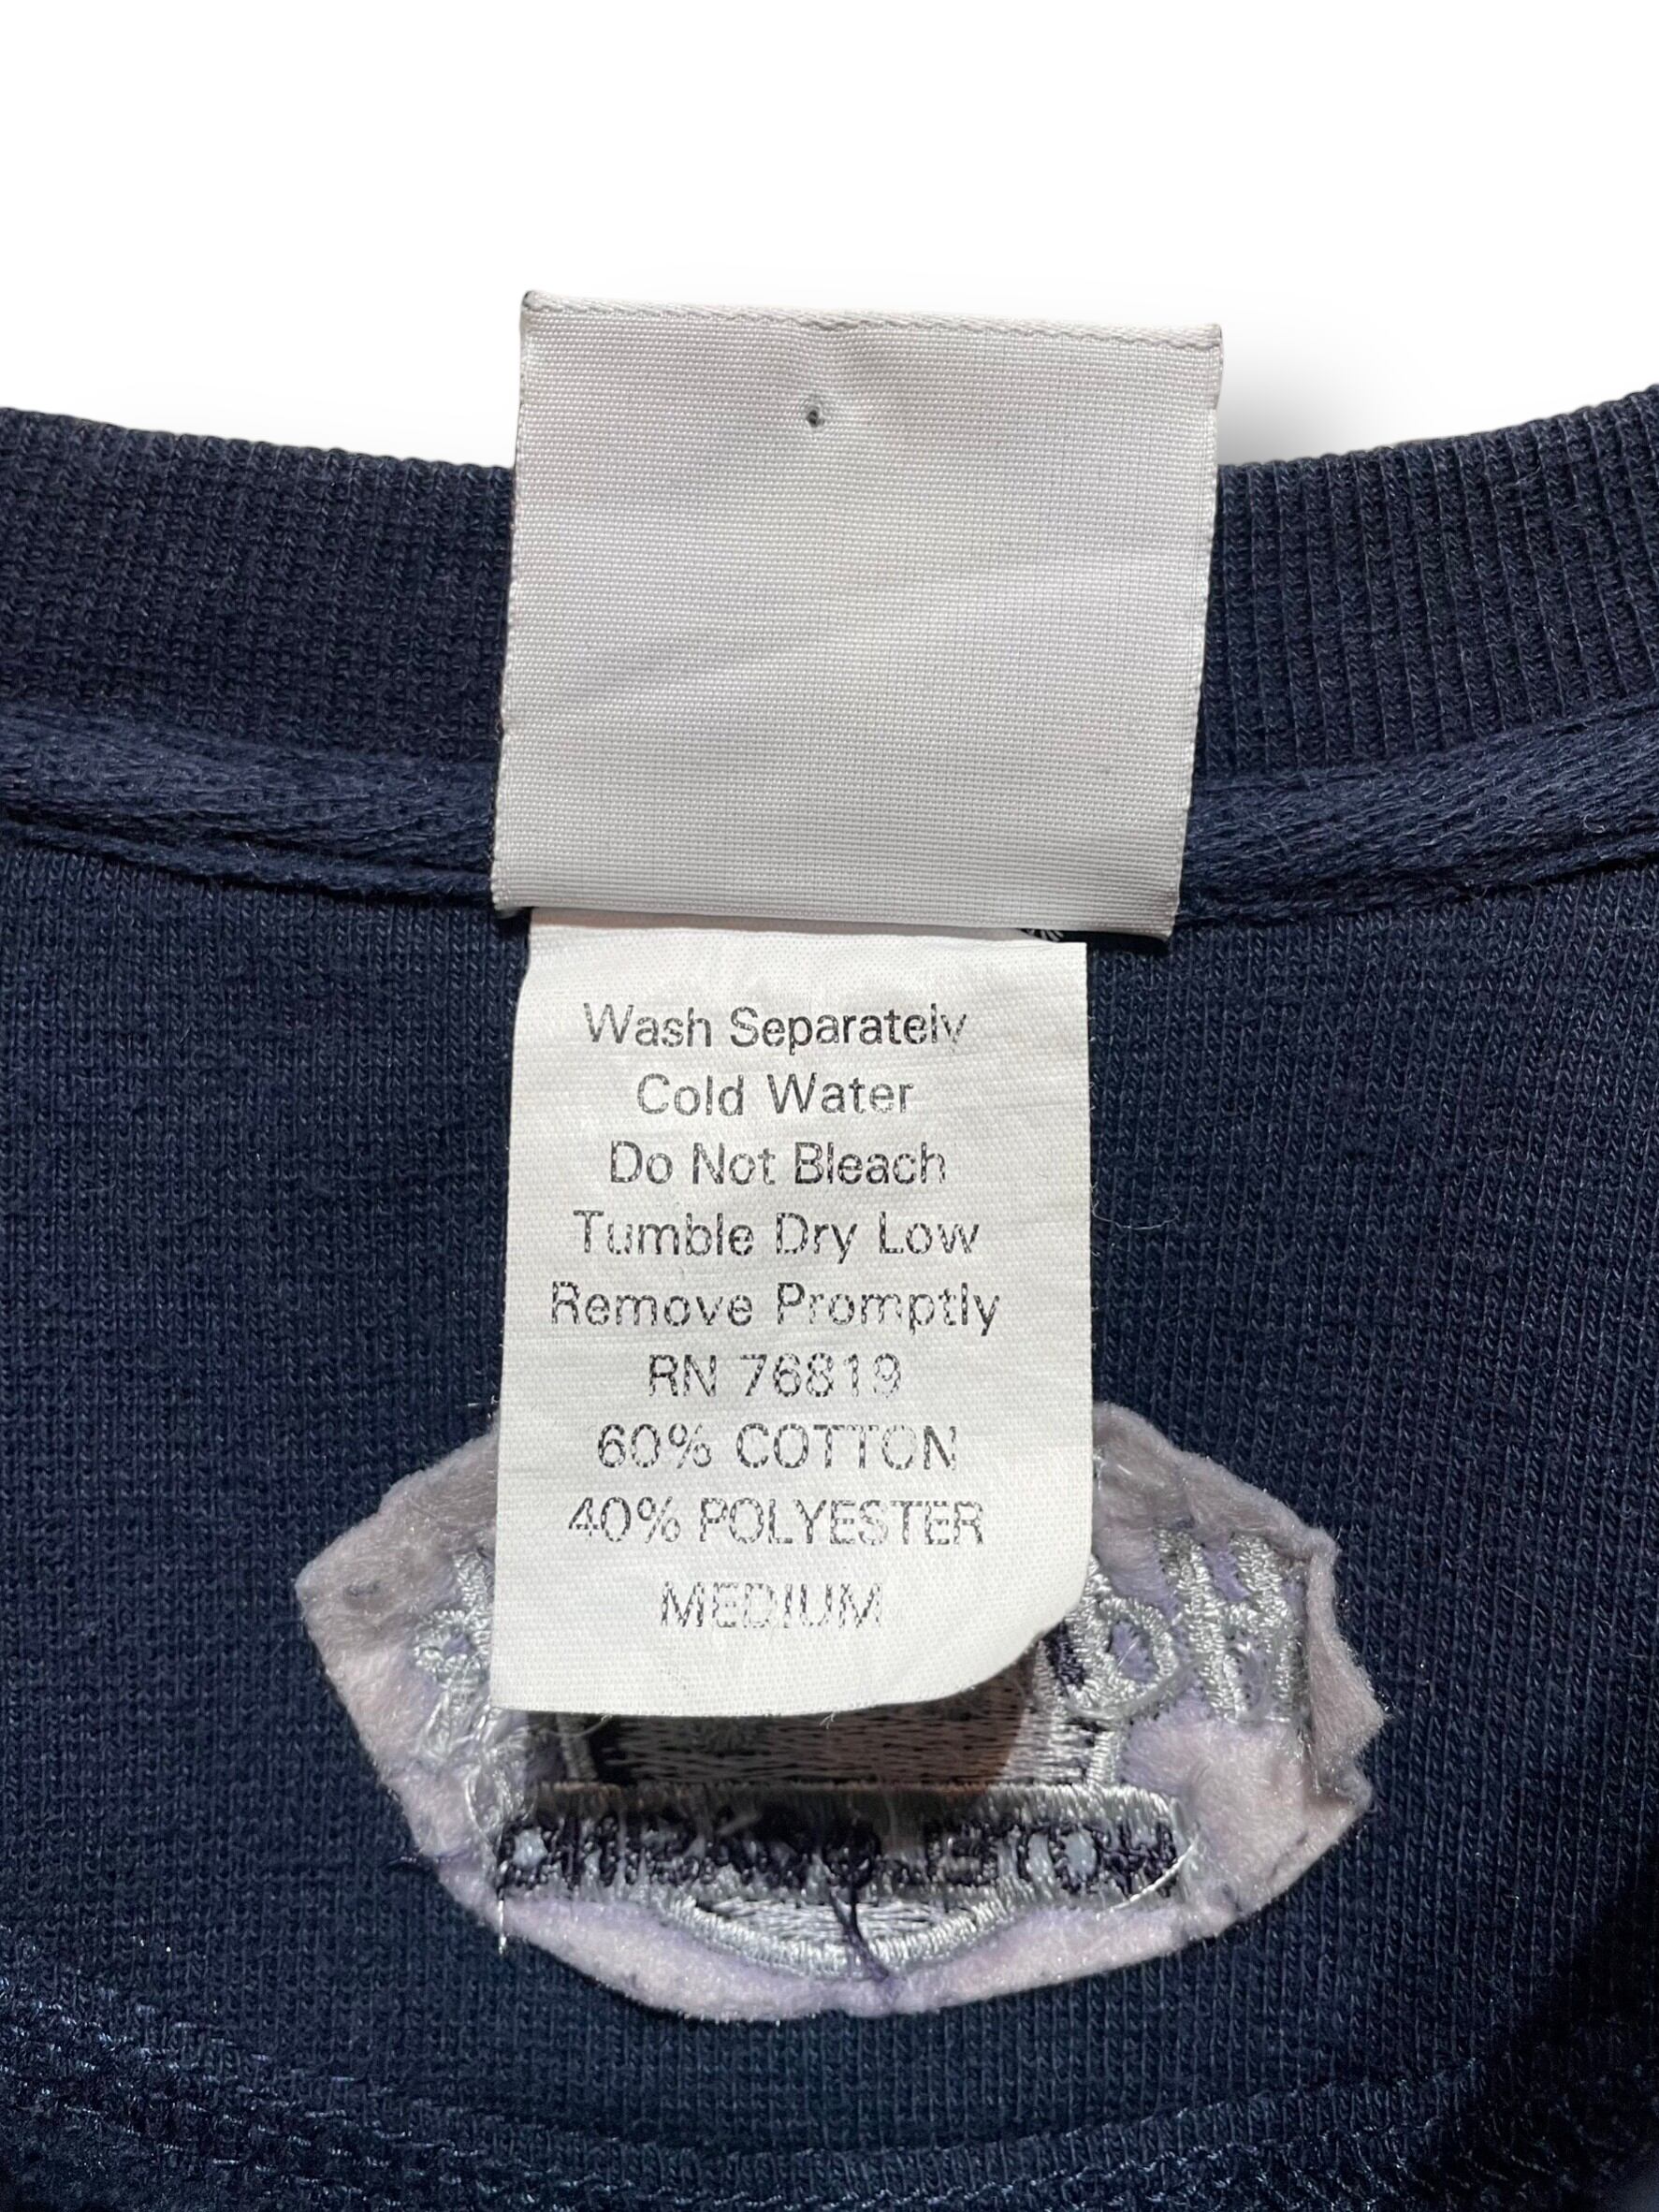 Wash Separately
Cold Water
Do Not Bleach
Tumble Dry Low
Remove Promptly
RN 76819
60% COTTON
40% POLYESTER
MEDIUM